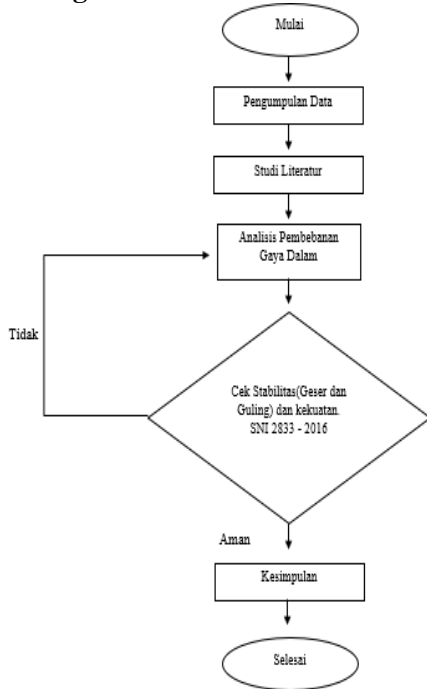 Mulai
Pengumpulan Data
Studi Literatur
Analisis Pembebanan
Gaya Dalam
Tidak
Cek Stabilitas(Geser dan
Guling) dan kekuatan.
SNI 2833 - 2016
Aman
Kesimpulan
Selesai